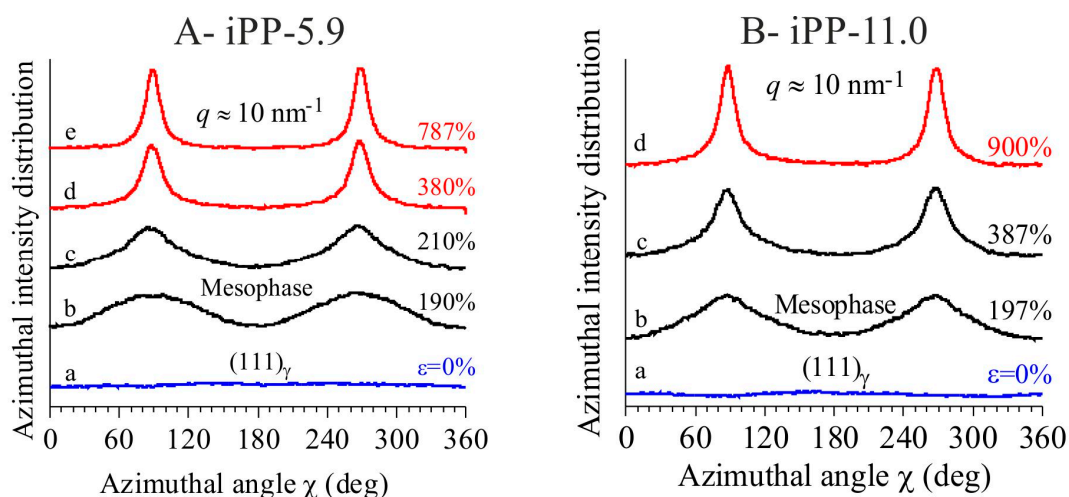 A- iPP-5.9
Azimuthal intensity distribution
q ≈ 10 nm⁻¹
e
787%
d
380%
c
210%
Mesophase
b
190%
(111)γ
a
ε=0%
0 60 120 180 240 300 360
Azimuthal angle χ (deg)
B- iPP-11.0
Azimuthal intensity distribution
q ≈ 10 nm⁻¹
d
900%
c
387%
Mesophase
b
197%
(111)γ
a
ε=0%
0 60 120 180 240 300 360
Azimuthal angle χ (deg)